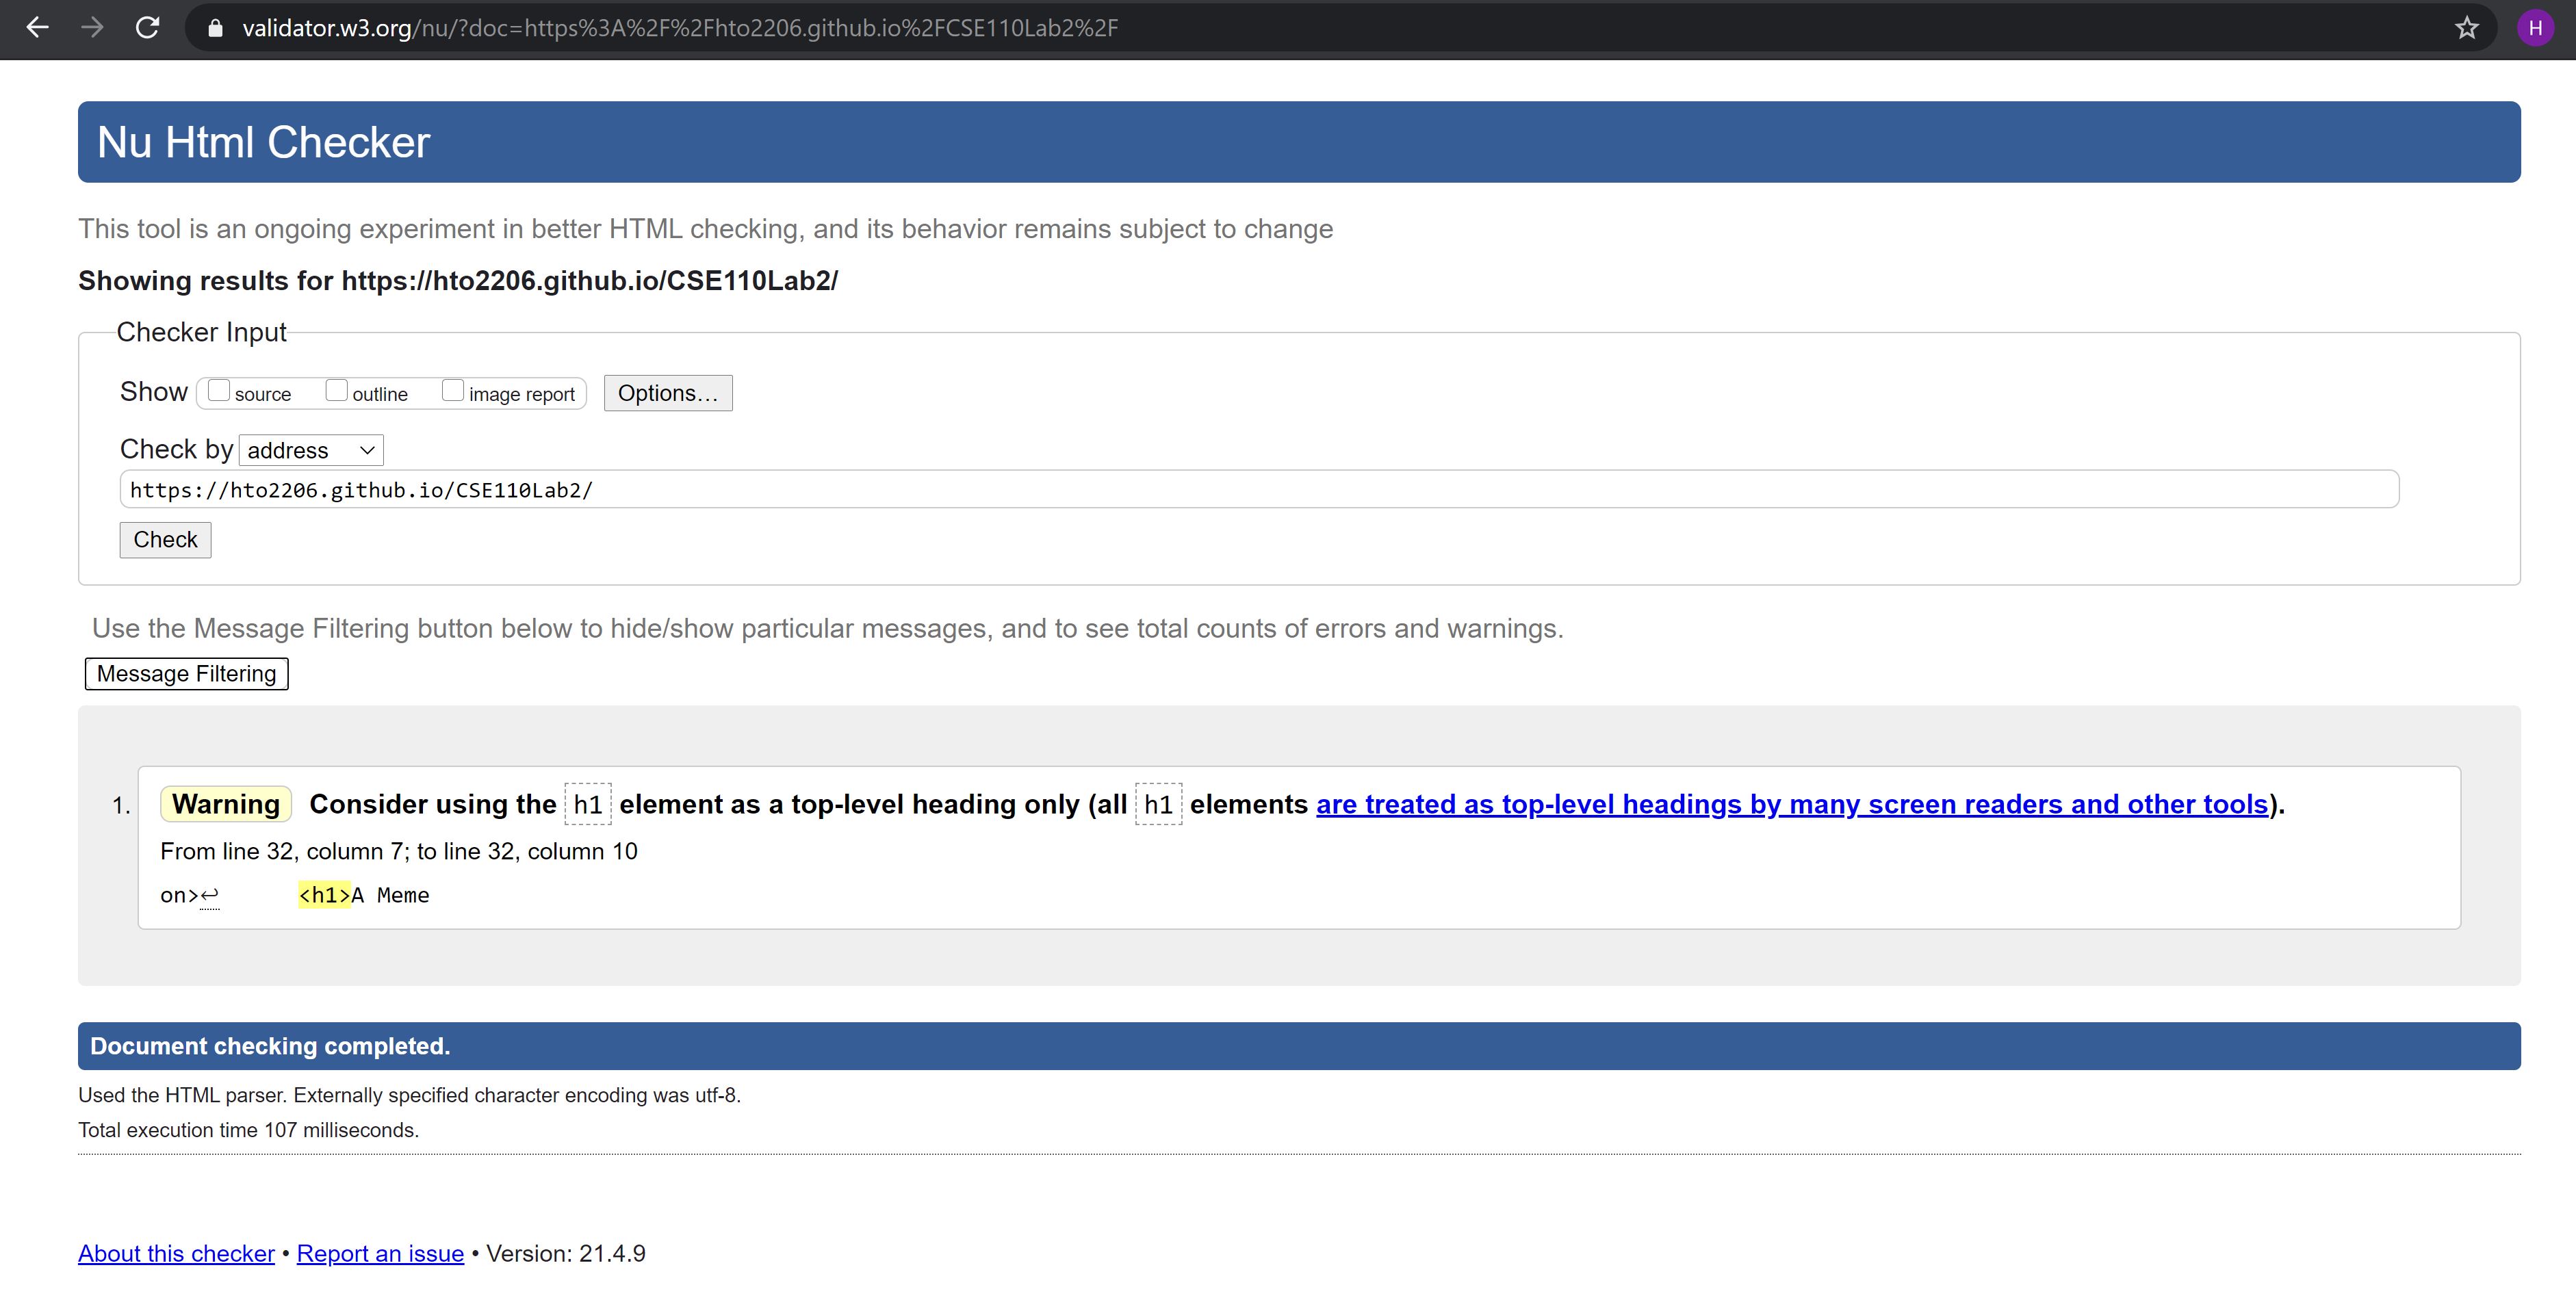 validator.w3.org/nu/?doc=https%3A%2F%2Fhto2206.github.io%2FCSE110Lab2%2F
H
Nu Html Checker
This tool is an ongoing experiment in better HTML checking, and its behavior remains subject to change
Showing results for https://hto2206.github.io/CSE110Lab2/
Checker Input
Show source outline image report Options...
Check by address
https://hto2206.github.io/CSE110Lab2/
Check
Use the Message Filtering button below to hide/show particular messages, and to see total counts of errors and warnings.
Message Filtering
1. Warning Consider using the h1 element as a top-level heading only (all h1 elements are treated as top-level headings by many screen readers and other tools).
From line 32, column 7; to line 32, column 10
on>↩ <h1>A Meme
Document checking completed.
Used the HTML parser. Externally specified character encoding was utf-8.
Total execution time 107 milliseconds.
About this checker • Report an issue • Version: 21.4.9